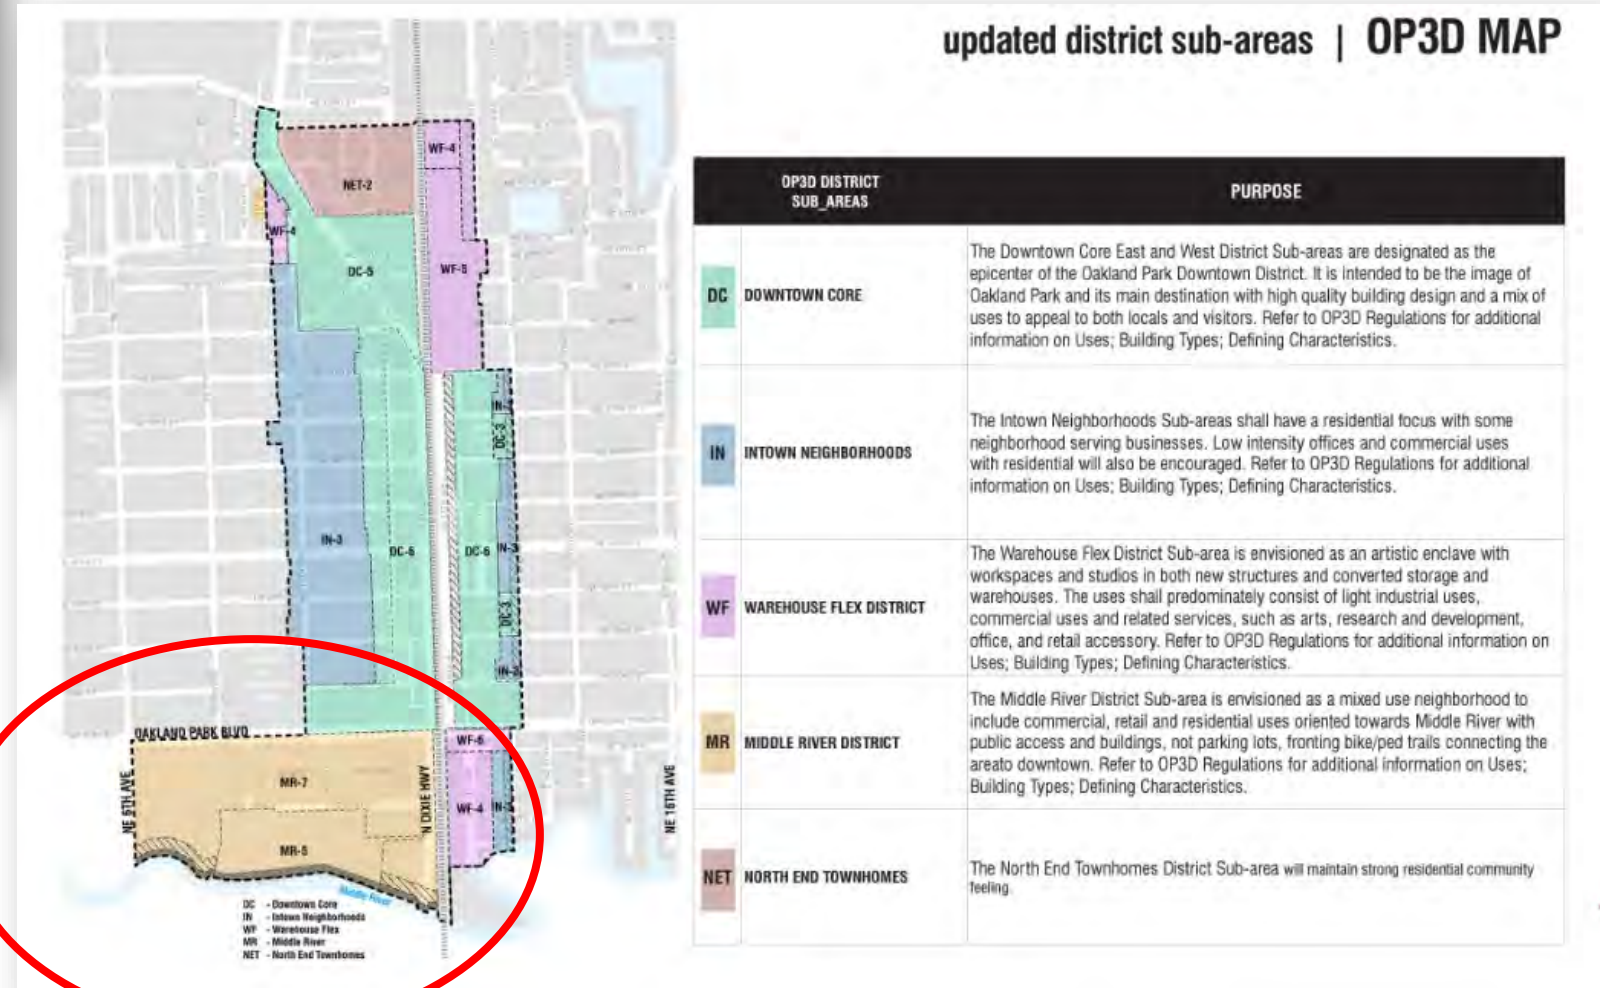 updated district sub-areas | OP3D MAP
OP3D DISTRICT
SUB_AREAS
PURPOSE
DC
DOWNTOWN CORE
The Downtown Core East and West District Sub-areas are designated as the
epicenter of the Oakland Park Downtown District. It is intended to be the image of
Oakland Park and its main destination with high quality building design and a mix of
uses to appeal to both locals and visitors. Refer to OP3D Regulations for additional
information on Uses; Building Types; Defining Characteristics.
IN
INTOWN NEIGHBORHOODS
The Intown Neighborhoods Sub-areas shall have a residential focus with some
neighborhood serving businesses. Low intensity offices and commercial uses
with residential will also be encouraged. Refer to OP3D Regulations for additional
information on Uses; Building Types; Defining Characteristics.
WF
WAREHOUSE FLEX DISTRICT
The Warehouse Flex District Sub-area is envisioned as an artistic enclave with
workspaces and studios in both new structures and converted storage and
warehouses. The uses shall predominately consist of light industrial uses,
commercial uses and related services, such as arts, research and development,
office, and retail accessory. Refer to OP3D Regulations for additional information on
Uses; Building Types; Defining Characteristics.
MR
MIDDLE RIVER DISTRICT
The Middle River District Sub-area is envisioned as a mixed use neighborhood to
include commercial, retail and residential uses oriented towards Middle River with
public access and buildings, not parking lots, fronting bike/ped trails connecting the
areato downtown. Refer to OP3D Regulations for additional information on Uses;
Building Types; Defining Characteristics.
NET
NORTH END TOWNHOMES
The North End Townhomes District Sub-area will maintain strong residential community
feeling
WF-4
NET-2
WF-4
DC-5
WF-5
DC-3
IN-3
DC-6
DC-6
IN-3
DC-3
OAKLAND PARK BLVD
WF-6
NE 6TH AVE
MR-7
N DIXIE HWY
WF-4
NE 16TH AVE
MR-5
Middle River
DC - Downtown Core
IN - Intown Neighborhoods
WF - Warehouse Flex
MR - Middle River
NET - North End Townhomes